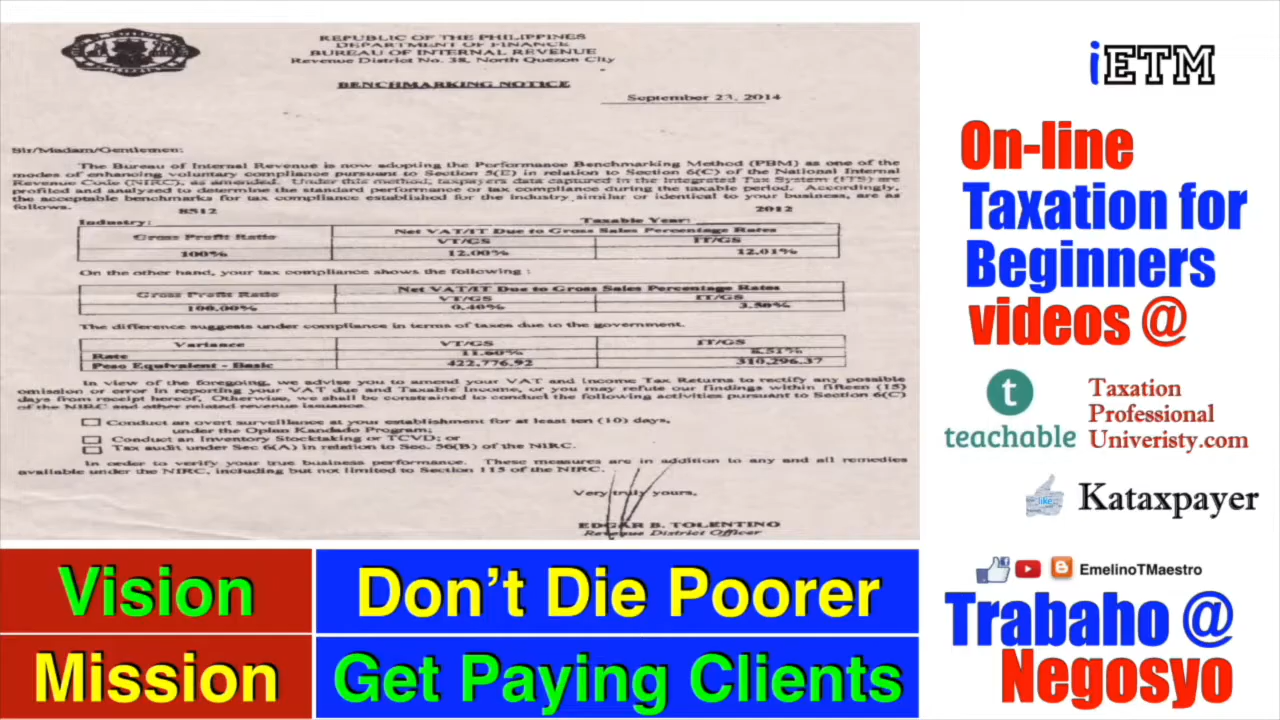 REPUBLIC OF THE PHILIPPINES
DEPARTMENT OF FINANCE
BUREAU OF INTERNAL REVENUE
Revenue District No. 38, North Quezon City
BENCHMARKING NOTICE
September 23, 2014
Sir/Madam/Gentlemen:
The Bureau of Internal Revenue is now adopting the Performance Benchmarking Method (PBM) as one of the
modes of enhancing voluntary compliance pursuant to Section 5(E) in relation to Section 6(C) of the National Internal
Revenue Code (NIRC), as amended. Under this method, taxpayers data captured in the Integrated Tax System (ITS) are
profiled and analyzed to determine the standard performance or tax compliance during the taxable period. Accordingly,
the acceptable benchmarks for tax compliance established for the industry similar or identical to your business, are as
follows.
Industry: 8512 Taxable Year: 2012
Gross Profit Ratio Net VAT/IT Due to Gross Sales Percentage Rates
VT/GS IT/GS
100% 12.00% 12.01%
On the other hand, your tax compliance shows the following :
Gross Profit Ratio Net VAT/IT Due to Gross Sales Percentage Rates
VT/GS IT/GS
100.00% 0.40% 3.50%
The difference suggests under compliance in terms of taxes due to the government.
Variance VT/GS IT/GS
Rate 11.60% 8.51%
Peso Equivalent - Basic 422,776.92 310,296.37
In view of the foregoing, we advise you to amend your VAT and Income Tax Returns to rectify any possible
omission or error in reporting your VAT due and Taxable Income, or you may refute our findings within fifteen (15)
days from receipt hereof, Otherwise, we shall be constrained to conduct the following activities pursuant to Section 6(C)
of the NIRC and other related revenue issuance.
Conduct an overt surveillance at your establishment for at least ten (10) days,
under the Oplan Kandado Program;
Conduct an Inventory Stocktaking or TCVD; or
Tax audit under Sec 6(A) in relation to Sec. 56(B) of the NIRC.
In order to verify your true business performance. These measures are in addition to any and all remedies
available under the NIRC, including but not limited to Section 115 of the NIRC.
Very truly yours,
EDGAR B. TOLENTINO
Revenue District Officer
iETM
On-line
Taxation for
Beginners
videos @
t
teachable
Taxation
Professional
Univeristy.com
like
Kataxpayer
EmelinoTMaestro
Trabaho @
Negosyo
Vision
Don't Die Poorer
Mission
Get Paying Clients